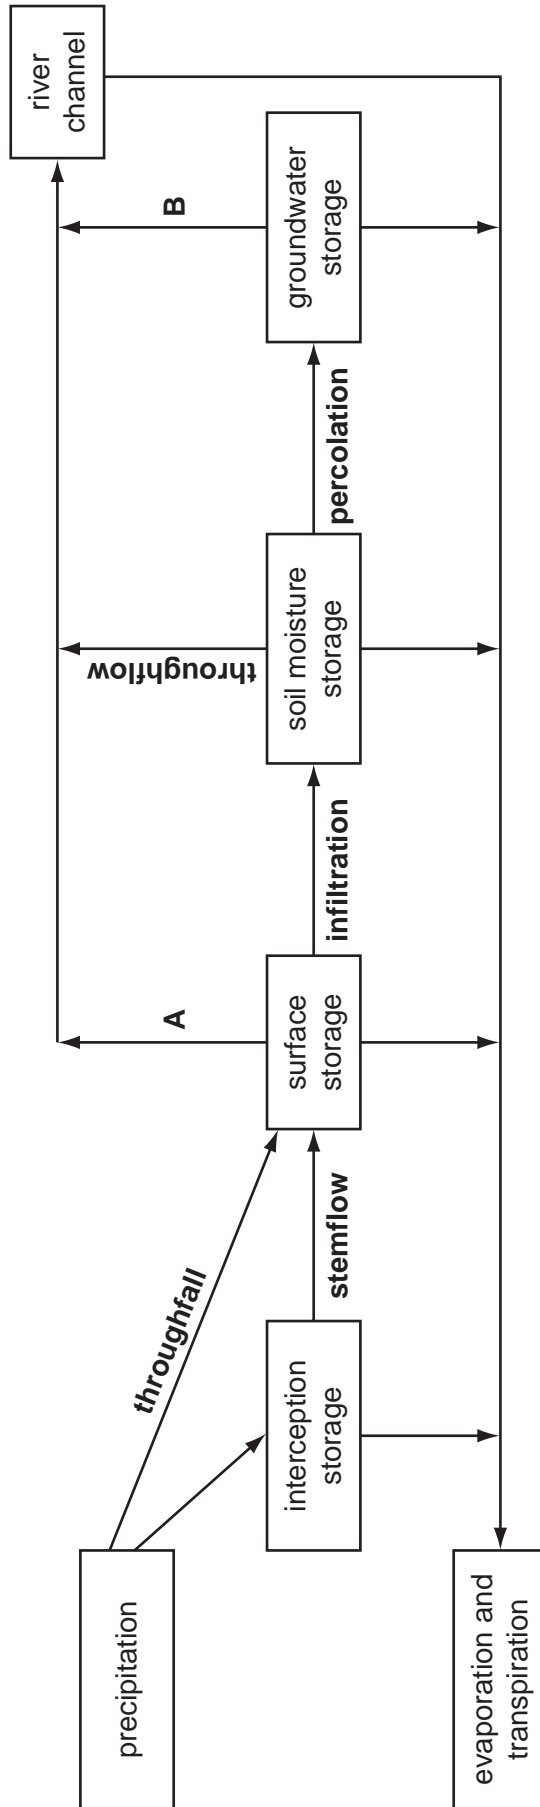 precipitation
throughfall
interception
storage
stemflow
surface
storage
A
infiltration
soil moisture
storage
throughflow
percolation
groundwater
storage
B
river
channel
evaporation and
transpiration